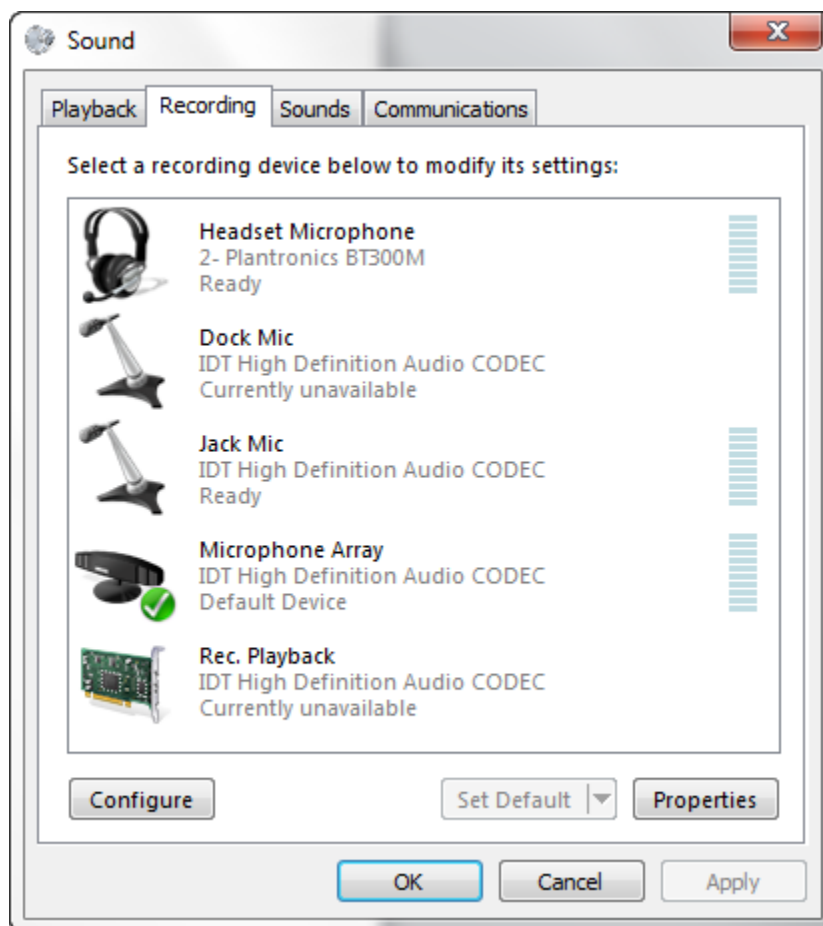 Sound
Playback Recording Sounds Communications
Select a recording device below to modify its settings:
Headset Microphone
2- Plantronics BT300M
Ready
Dock Mic
IDT High Definition Audio CODEC
Currently unavailable
Jack Mic
IDT High Definition Audio CODEC
Ready
Microphone Array
IDT High Definition Audio CODEC
Default Device
Rec. Playback
IDT High Definition Audio CODEC
Currently unavailable
Configure Set Default Properties
OK Cancel Apply